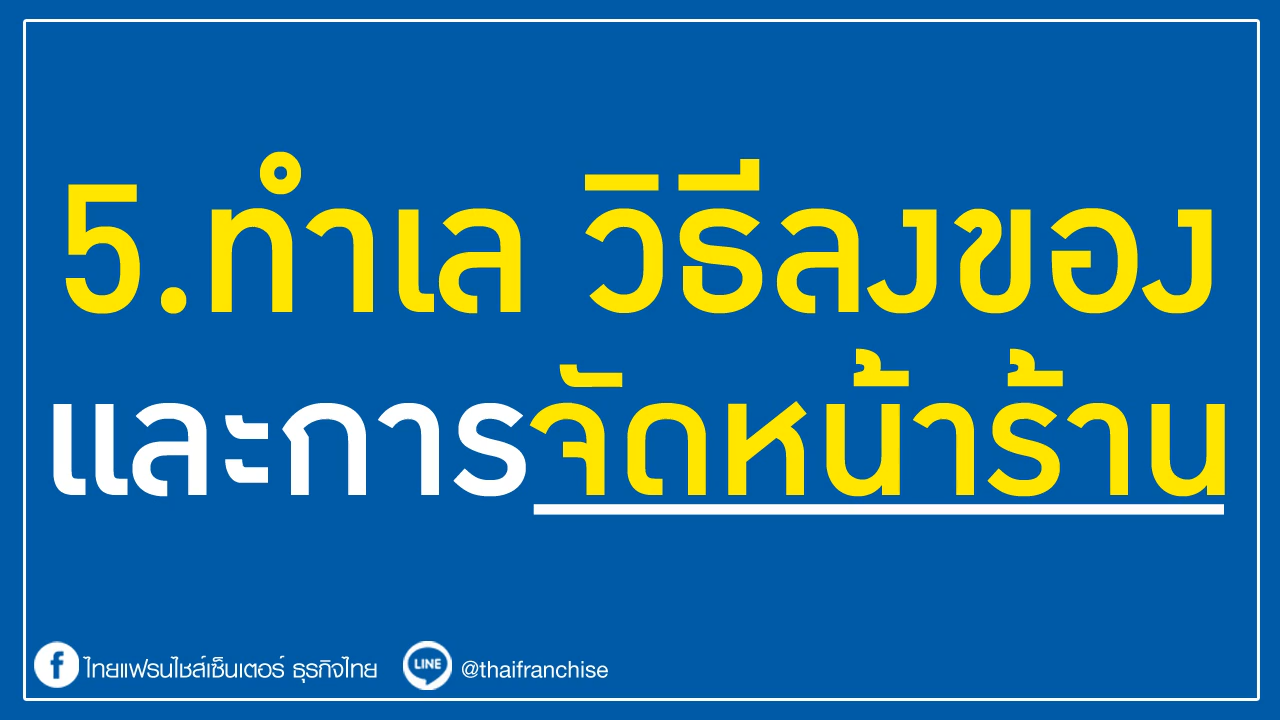 5.ทำเล วิธีลงของ
และการจัดหน้าร้าน
f ไทยแฟรนไชส์เซ็นเตอร์ ธุรกิจไทย LINE @thaifranchise